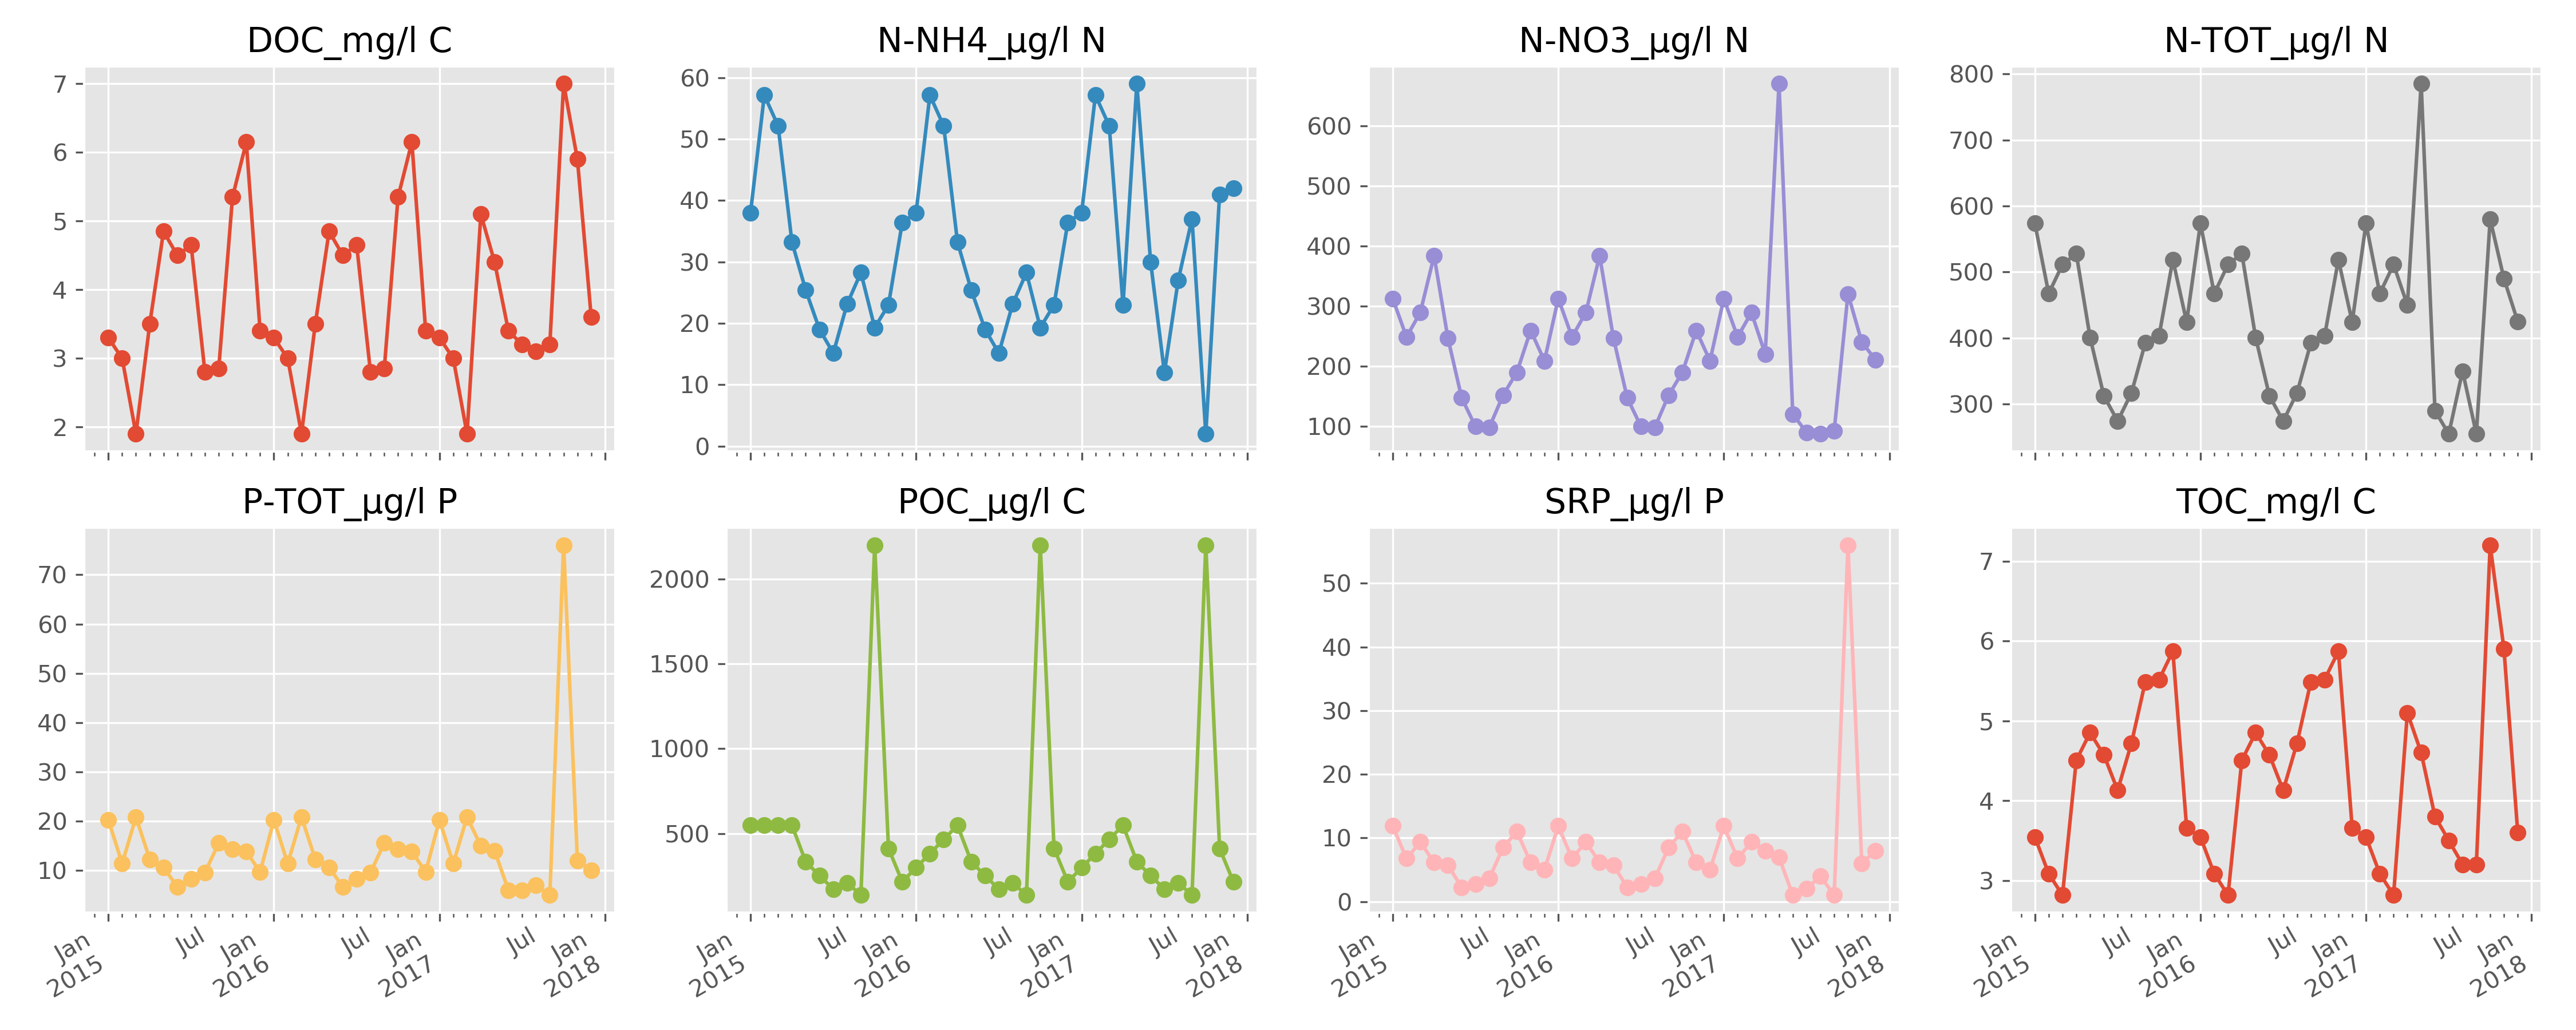 DOC_mg/l C
N-NH4_µg/l N
N-NO3_µg/l N
N-TOT_µg/l N
7
6
5
4
3
2
60
50
40
30
20
10
0
600
500
400
300
200
100
800
700
600
500
400
300
P-TOT_µg/l P
POC_µg/l C
SRP_µg/l P
TOC_mg/l C
70
60
50
40
30
20
10
2000
1500
1000
500
50
40
30
20
10
0
7
6
5
4
3
Jan
2015
Jul
Jan
2016
Jul
Jan
2017
Jul
Jan
2018
Jan
2015
Jul
Jan
2016
Jul
Jan
2017
Jul
Jan
2018
Jan
2015
Jul
Jan
2016
Jul
Jan
2017
Jul
Jan
2018
Jan
2015
Jul
Jan
2016
Jul
Jan
2017
Jul
Jan
2018